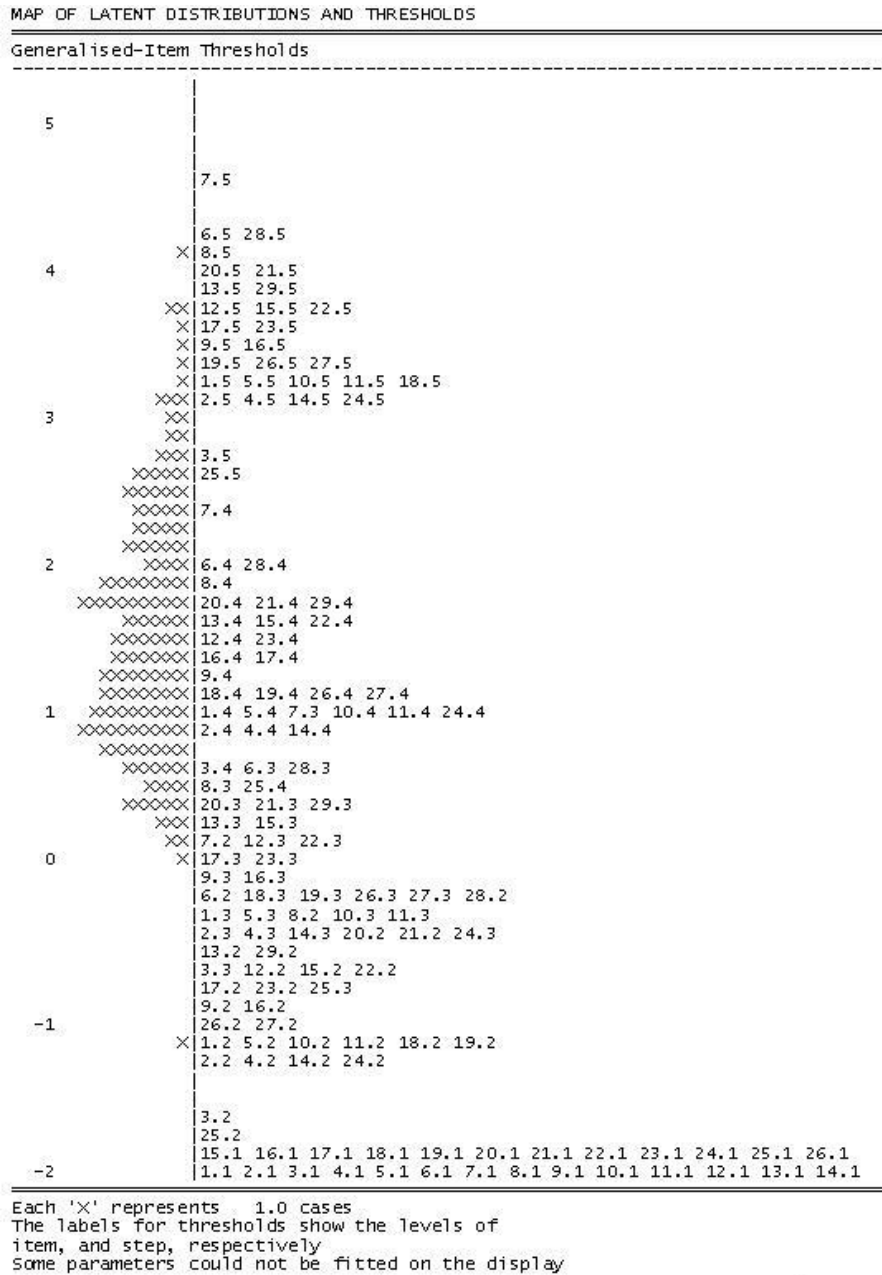 MAP OF LATENT DISTRIBUTIONS AND THRESHOLDS
Generalised-Item Thresholds
5
|7.5
|6.5 28.5
X|8.5
4 |20.5 21.5
|13.5 29.5
XX|12.5 15.5 22.5
X|17.5 23.5
X|9.5 16.5
X|19.5 26.5 27.5
X|1.5 5.5 10.5 11.5 18.5
XXX|2.5 4.5 14.5 24.5
3 XX|
XX|
XXX|3.5
XXXXX|25.5
XXXXXX|
XXXXX|7.4
XXXXX|
XXXXXX|
2 XXXX|6.4 28.4
XXXXXXXX|8.4
XXXXXXXXXX|20.4 21.4 29.4
XXXXXX|13.4 15.4 22.4
XXXXXXX|12.4 23.4
XXXXXXX|16.4 17.4
XXXXXXXX|9.4
XXXXXXXX|18.4 19.4 26.4 27.4
1 XXXXXXXXX|1.4 5.4 7.3 10.4 11.4 24.4
XXXXXXXXXX|2.4 4.4 14.4
XXXXXXXX|
XXXXXX|3.4 6.3 28.3
XXXX|8.3 25.4
XXXXXX|20.3 21.3 29.3
XXX|13.3 15.3
XX|7.2 12.3 22.3
0 X|17.3 23.3
|9.3 16.3
|6.2 18.3 19.3 26.3 27.3 28.2
|1.3 5.3 8.2 10.3 11.3
|2.3 4.3 14.3 20.2 21.2 24.3
|13.2 29.2
|3.3 12.2 15.2 22.2
|17.2 23.2 25.3
|9.2 16.2
-1 |26.2 27.2
X|1.2 5.2 10.2 11.2 18.2 19.2
|2.2 4.2 14.2 24.2
|3.2
|25.2
|15.1 16.1 17.1 18.1 19.1 20.1 21.1 22.1 23.1 24.1 25.1 26.1
-2 |1.1 2.1 3.1 4.1 5.1 6.1 7.1 8.1 9.1 10.1 11.1 12.1 13.1 14.1
Each 'X' represents 1.0 cases
The labels for thresholds show the levels of
item, and step, respectively
Some parameters could not be fitted on the display